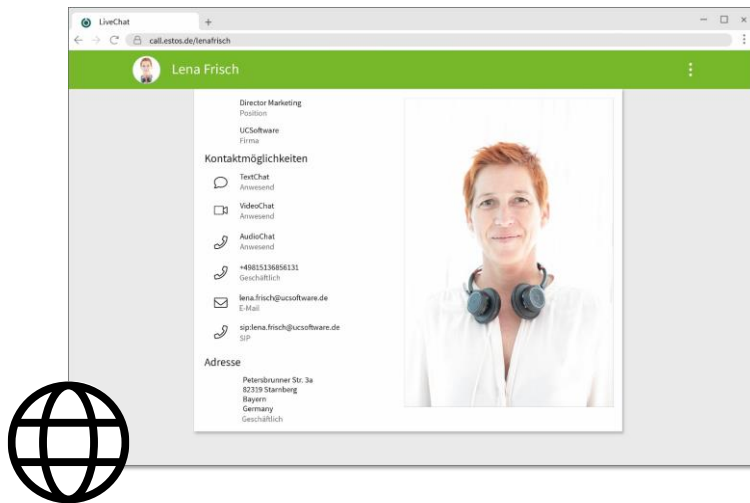 LiveChat
call.estos.de/lenafrisch
Lena Frisch
Director Marketing
Position
UCSoftware
Firma
Kontaktmöglichkeiten
TextChat
Anwesend
VideoChat
Anwesend
AudioChat
Anwesend
+49815136856131
Geschäftlich
lena.frisch@ucsoftware.de
E-Mail
sip:lena.frisch@ucsoftware.de
SIP
Adresse
Petersbrunner Str. 3a
82319 Starnberg
Bayern
Germany
Geschäftlich